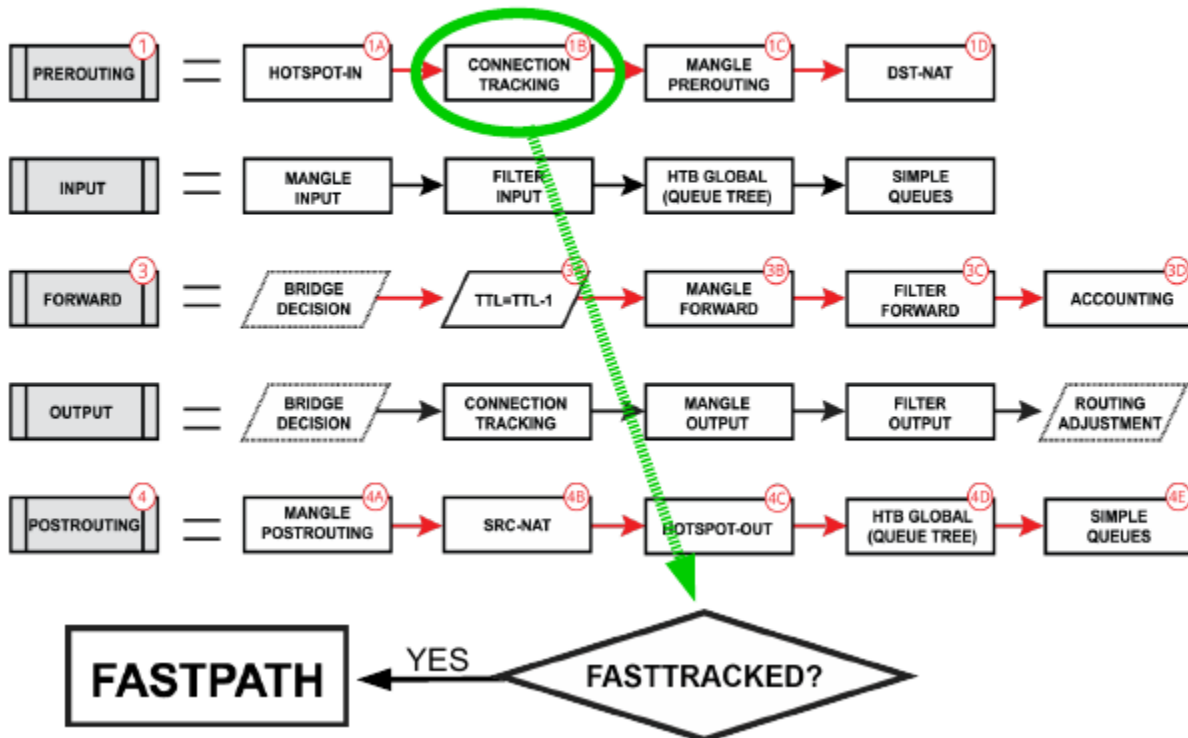 1
PREROUTING
=
1A
HOTSPOT-IN
1B
CONNECTION
TRACKING
1C
MANGLE
PREROUTING
1D
DST-NAT
INPUT
=
MANGLE
INPUT
FILTER
INPUT
HTB GLOBAL
(QUEUE TREE)
SIMPLE
QUEUES
3
FORWARD
=
BRIDGE
DECISION
TTL=TTL-1
3B
MANGLE
FORWARD
3C
FILTER
FORWARD
3D
ACCOUNTING
OUTPUT
=
BRIDGE
DECISION
CONNECTION
TRACKING
MANGLE
OUTPUT
FILTER
OUTPUT
ROUTING
ADJUSTMENT
4
POSTROUTING
=
4A
MANGLE
POSTROUTING
4B
SRC-NAT
4C
HOTSPOT-OUT
4D
HTB GLOBAL
(QUEUE TREE)
4E
SIMPLE
QUEUES
FASTPATH
YES
FASTTRACKED?